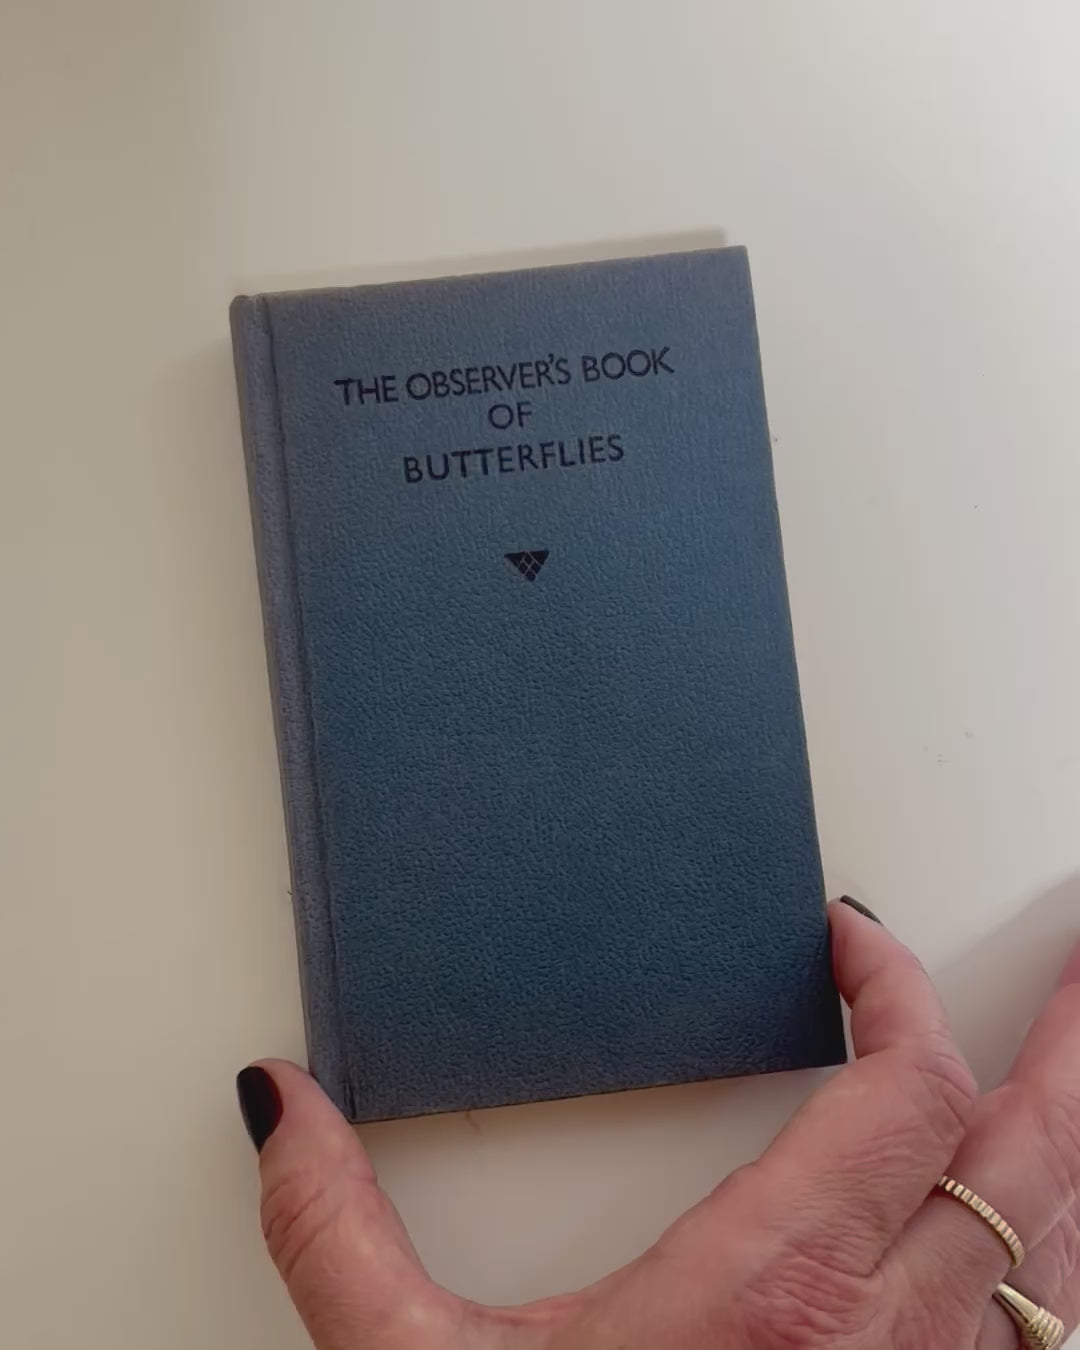 THE OBSERVER'S BOOK
OF
BUTTERFLIES